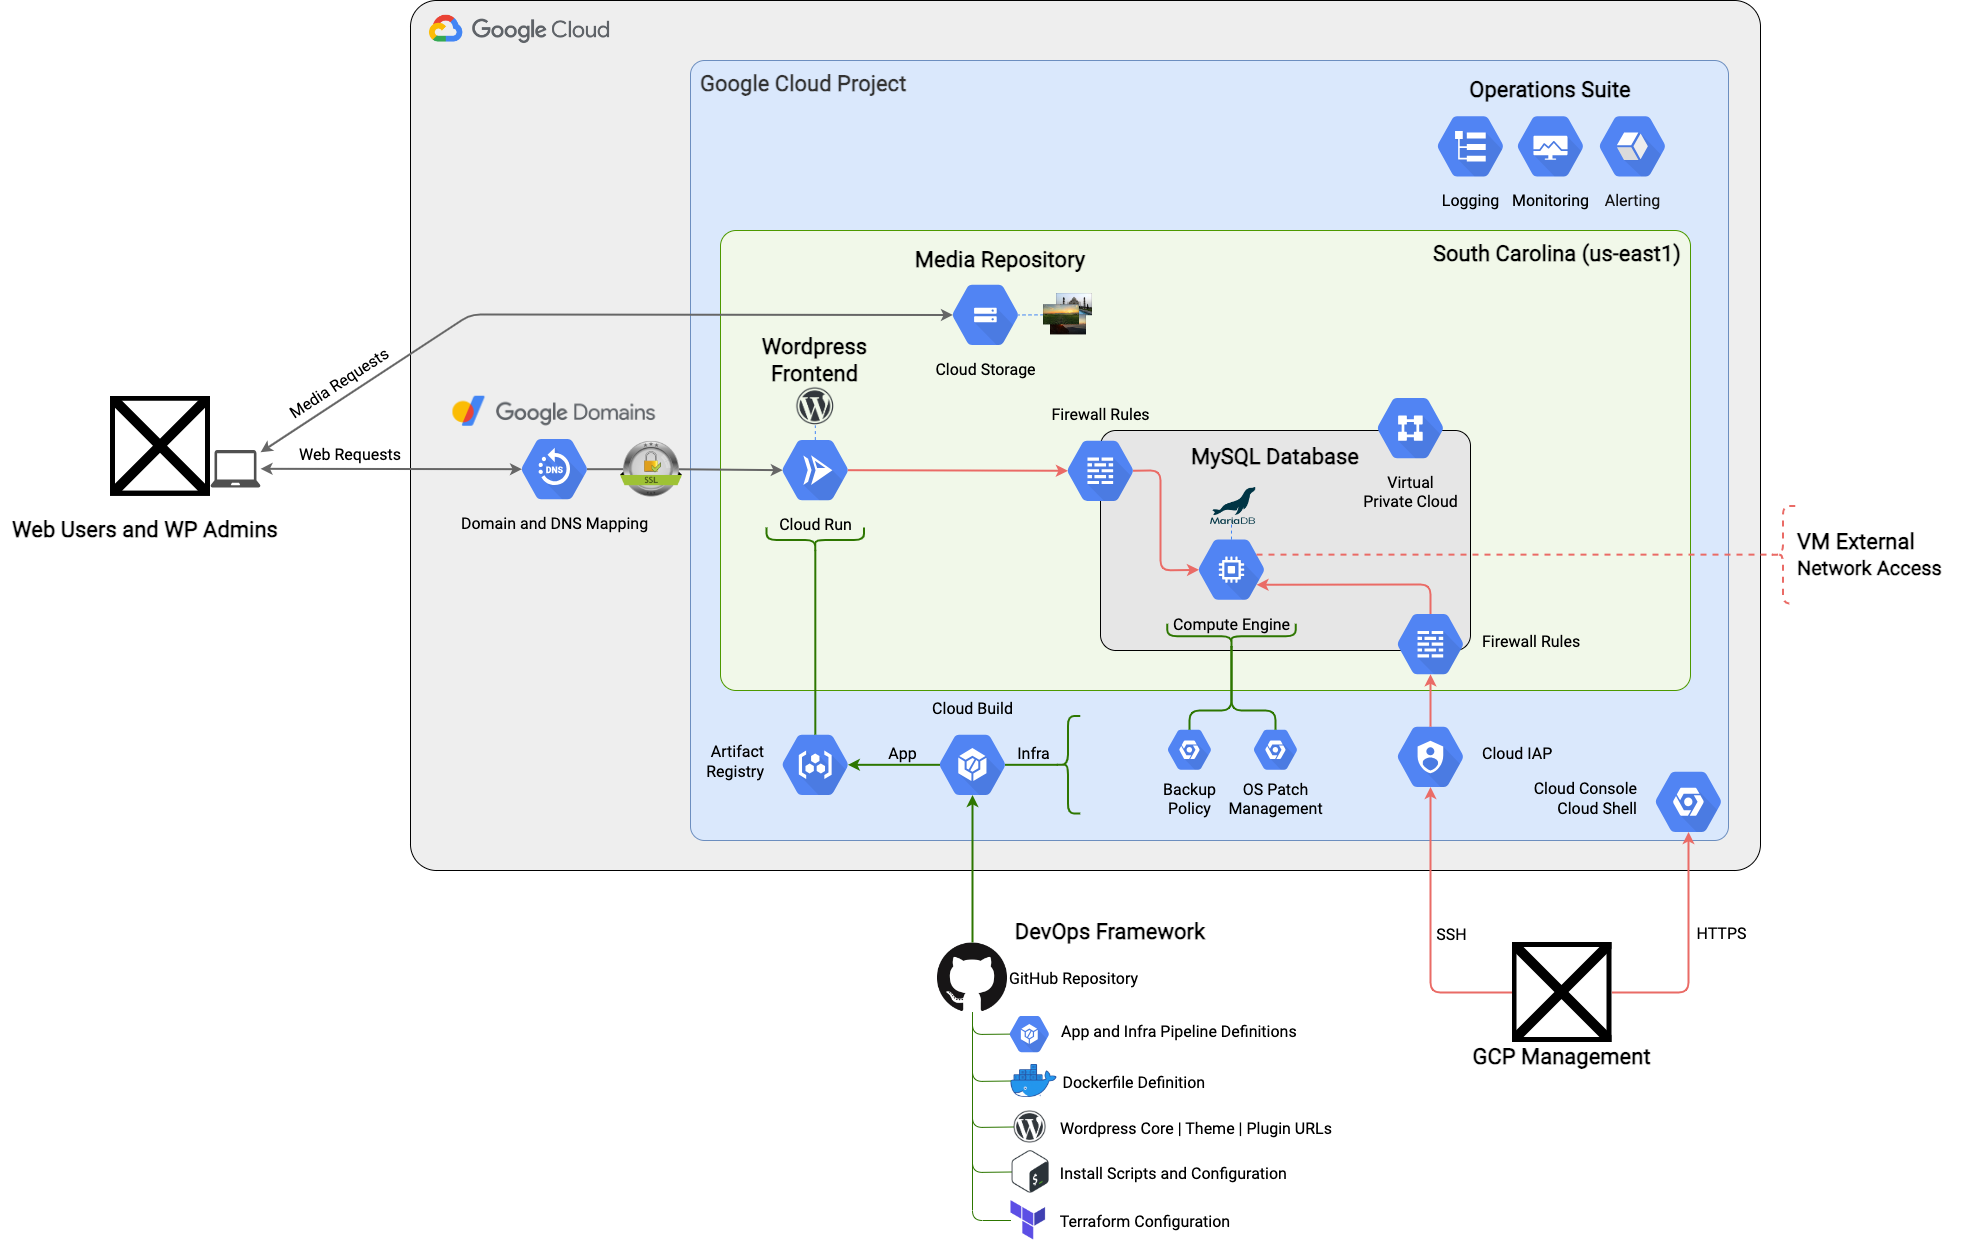 Google Cloud
Google Cloud Project
Operations Suite
Logging
Monitoring
Alerting
South Carolina (us-east1)
Media Repository
Cloud Storage
Media Requests
Wordpress
Frontend
Google Domains
Web Requests
DNS
SSL
Domain and DNS Mapping
Web Users and WP Admins
Cloud Run
Firewall Rules
MySQL Database
MariaDB
Virtual
Private Cloud
Compute Engine
VM External
Network Access
Firewall Rules
Cloud Build
Artifact
Registry
App
Infra
Backup
Policy
OS Patch
Management
Cloud IAP
Cloud Console
Cloud Shell
SSH
HTTPS
GCP Management
DevOps Framework
GitHub Repository
App and Infra Pipeline Definitions
Dockerfile Definition
Wordpress Core | Theme | Plugin URLs
$_
Install Scripts and Configuration
Terraform Configuration